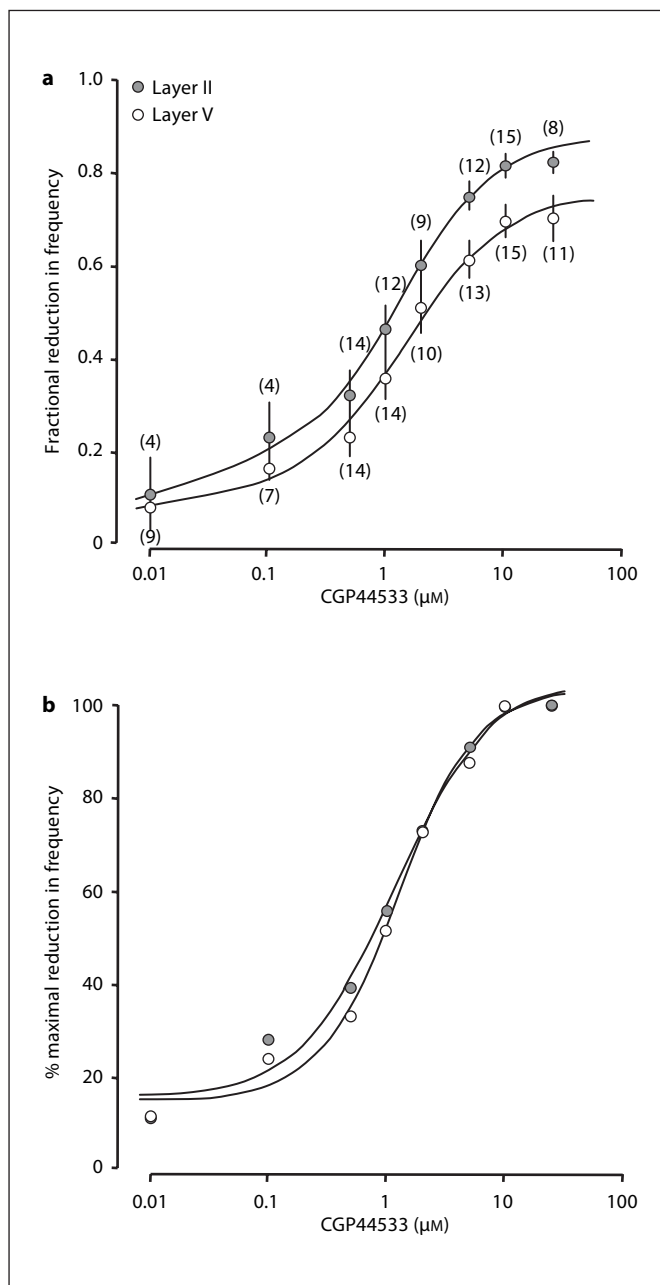 a
1.0
Layer II
Layer V
(8)
(15)
(12)
0.8
(9)
(15)
(11)
(12)
(13)
0.6
(14)
(10)
(4)
0.4
(14)
(4)
(14)
0.2
(7)
(9)
0
Fractional reduction in frequency
0.01 0.1 1 10 100
CGP44533 (μM)
b
100
80
60
40
20
0
% maximal reduction in frequency
0.01 0.1 1 10 100
CGP44533 (μM)